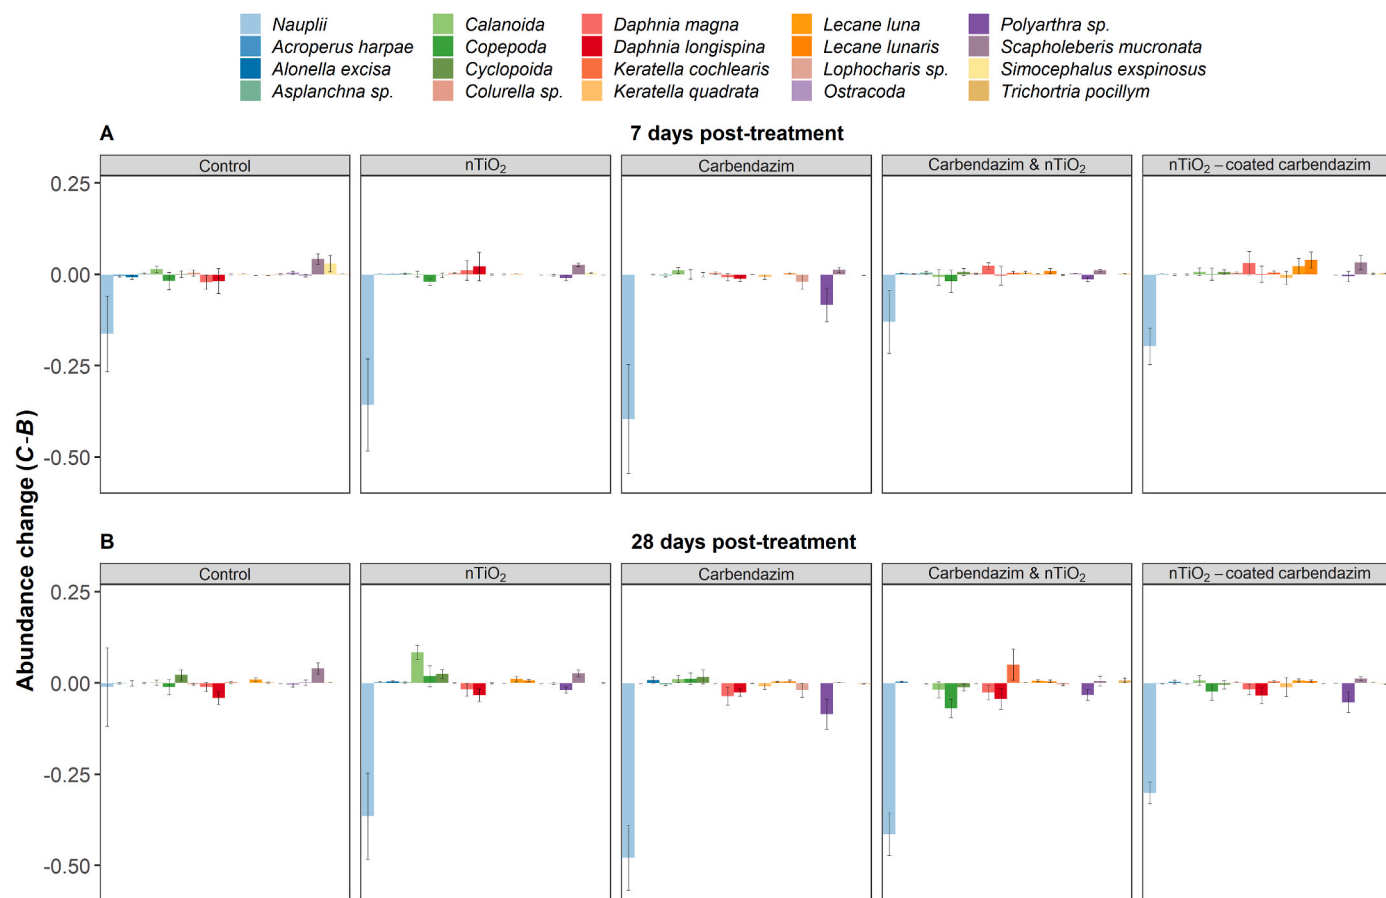 Nauplii Calanoida Daphnia magna Lecane luna Polyarthra sp.
Acroperus harpae Copepoda Daphnia longispina Lecane lunaris Scapholeberis mucronata
Alonella excisa Cyclopoida Keratella cochlearis Lophocharis sp. Simocephalus exspinosus
Asplanchna sp. Colurella sp. Keratella quadrata Ostracoda Trichortria pocillym
A 7 days post-treatment
Control nTiO₂ Carbendazim Carbendazim & nTiO₂ nTiO₂ – coated carbendazim
0.25
0.00
-0.25
-0.50
Abundance change (C-B)
B 28 days post-treatment
Control nTiO₂ Carbendazim Carbendazim & nTiO₂ nTiO₂ – coated carbendazim
0.25
0.00
-0.25
-0.50